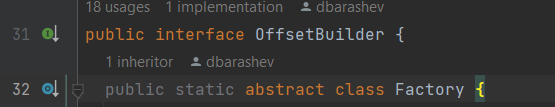 18 usages 1 implementation dbarashev
31 public interface OffsetBuilder {
1 inheritor dbarashev
32 public static abstract class Factory {